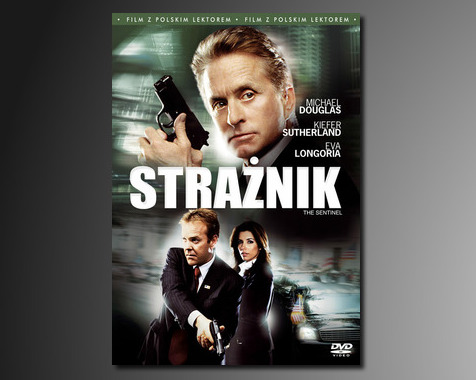 • FILM Z POLSKIM LEKTOREM • FILM Z POLSKIM LEKTOREM •
MICHAEL
DOUGLAS
KIEFER
SUTHERLAND
EVA
LONGORIA
STRAŻNIK
THE SENTINEL
DVD
VIDEO